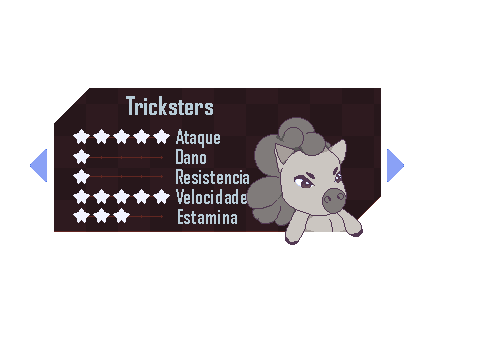 Tricksters
Ataque
Dano
Resistencia
Velocidade
Estamina